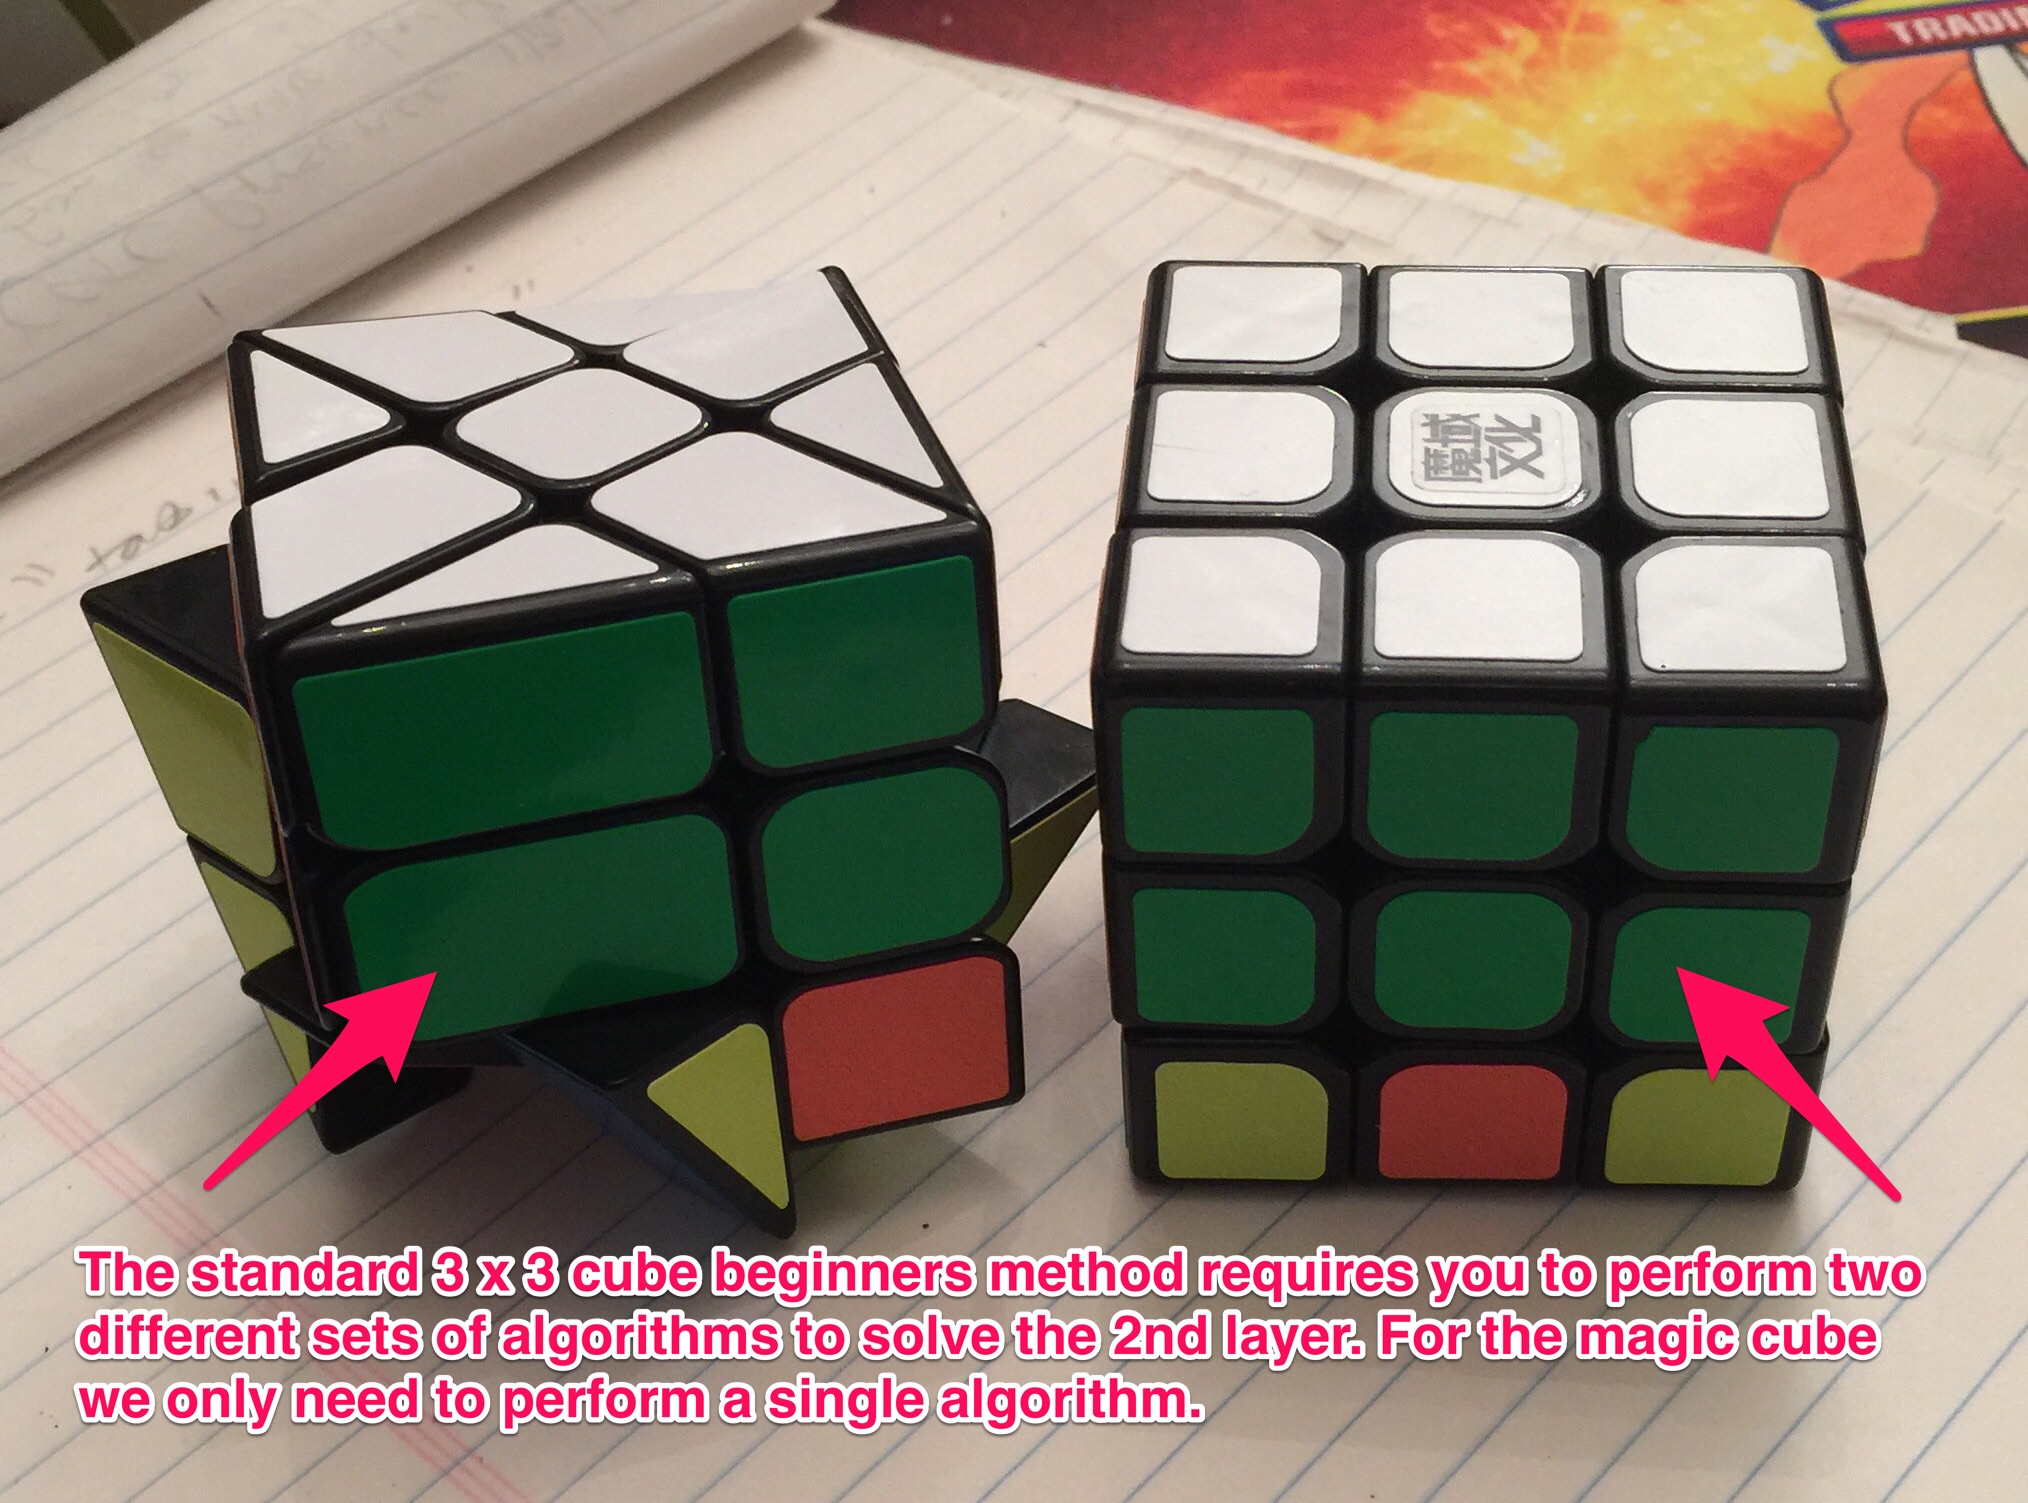 TRADI
魔域
文化
The standard 3 x 3 cube beginners method requires you to perform two
different sets of algorithms to solve the 2nd layer. For the magic cube
we only need to perform a single algorithm.